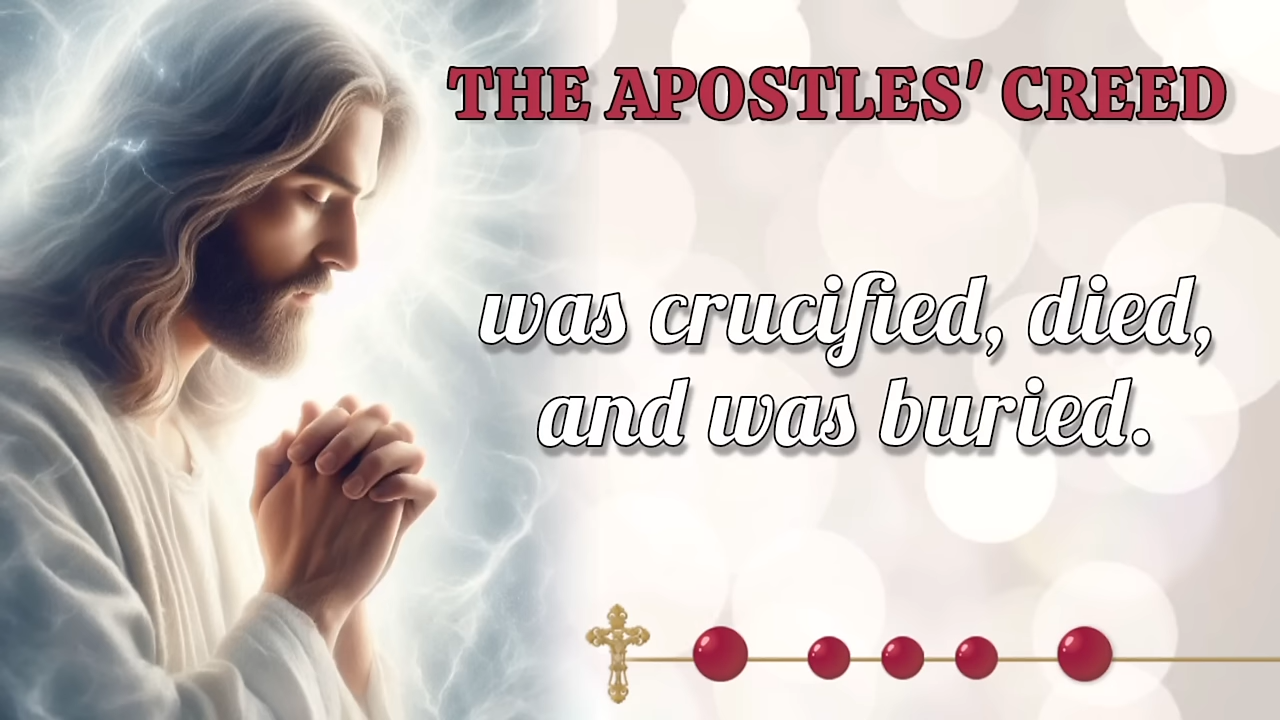 THE APOSTLES' CREED
was crucified, died,
and was buried.